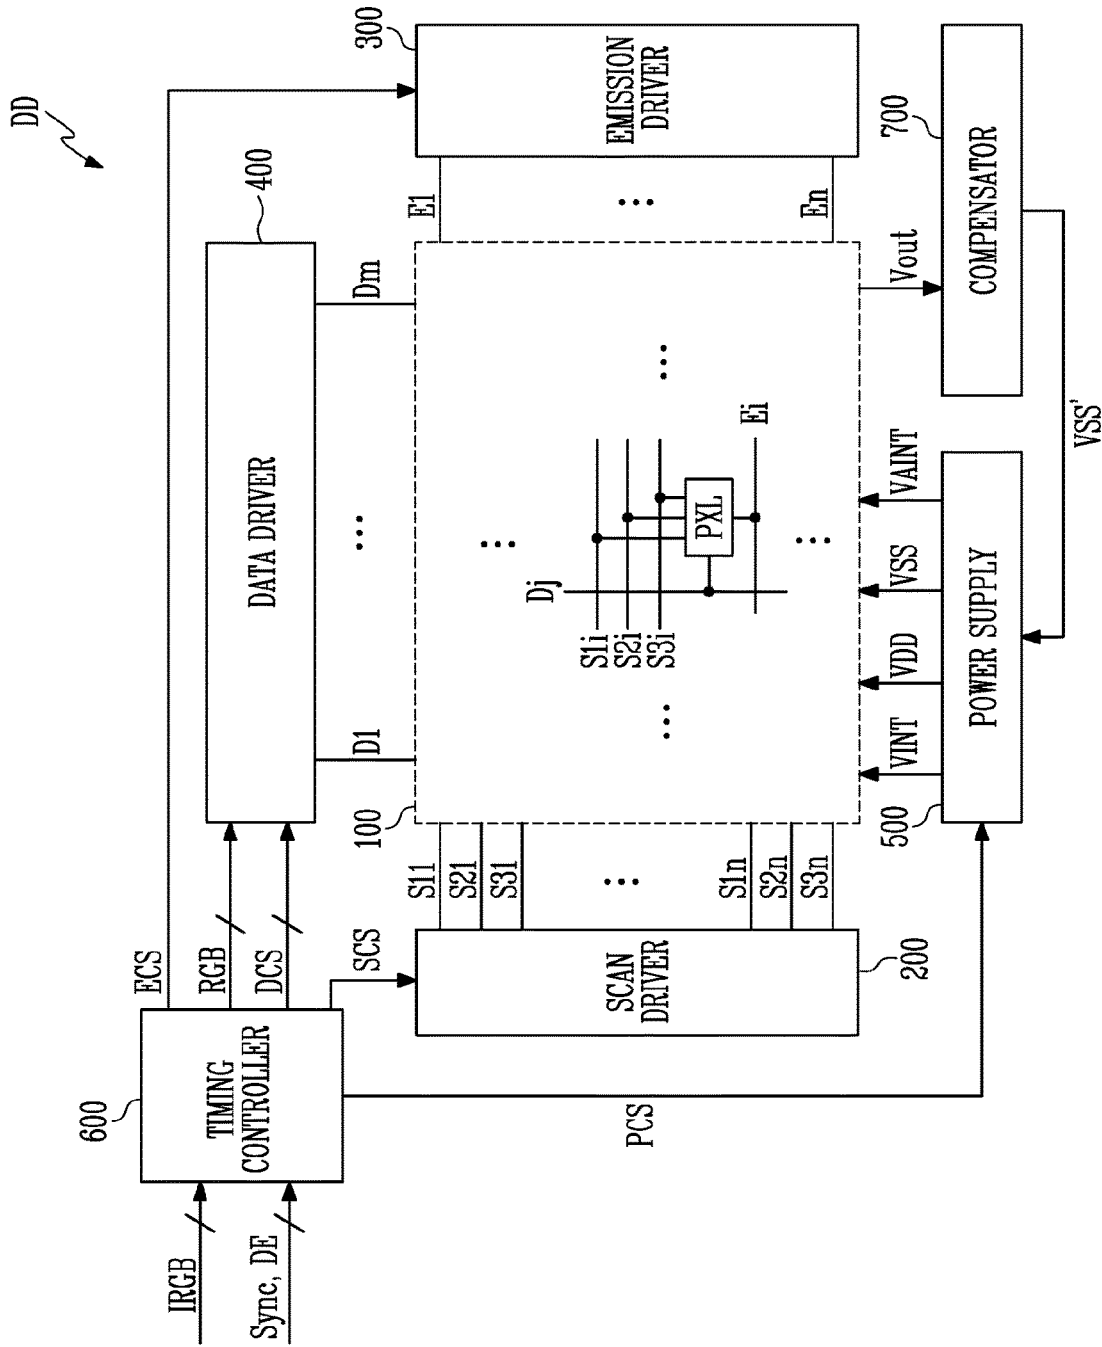 DD
600
TIMING
CONTROLLER
IRGB
Sync, DE
ECS
RGB
DCS
SCS
PCS
400
DATA DRIVER
D1
...
Dm
300
EMISSION
DRIVER
E1
...
En
200
SCAN
DRIVER
S11
S21
S31
...
S1n
S2n
S3n
100
...
...
Dj
S1i
S2i
S3i
PXL
Ei
...
...
VINT
VDD
VSS
VAINT
Vout
500
POWER SUPPLY
700
COMPENSATOR
VSS'